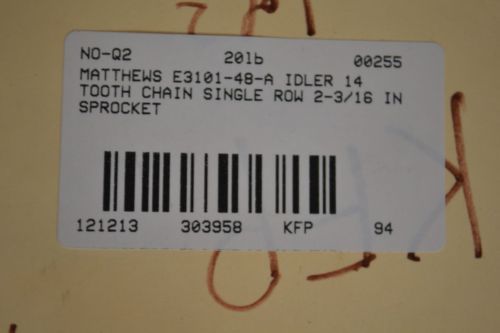 NO-Q2 20lb 00255
MATTHEWS E3101-48-A IDLER 14
TOOTH CHAIN SINGLE ROW 2-3/16 IN
SPROCKET
121213 303958 KFP 94